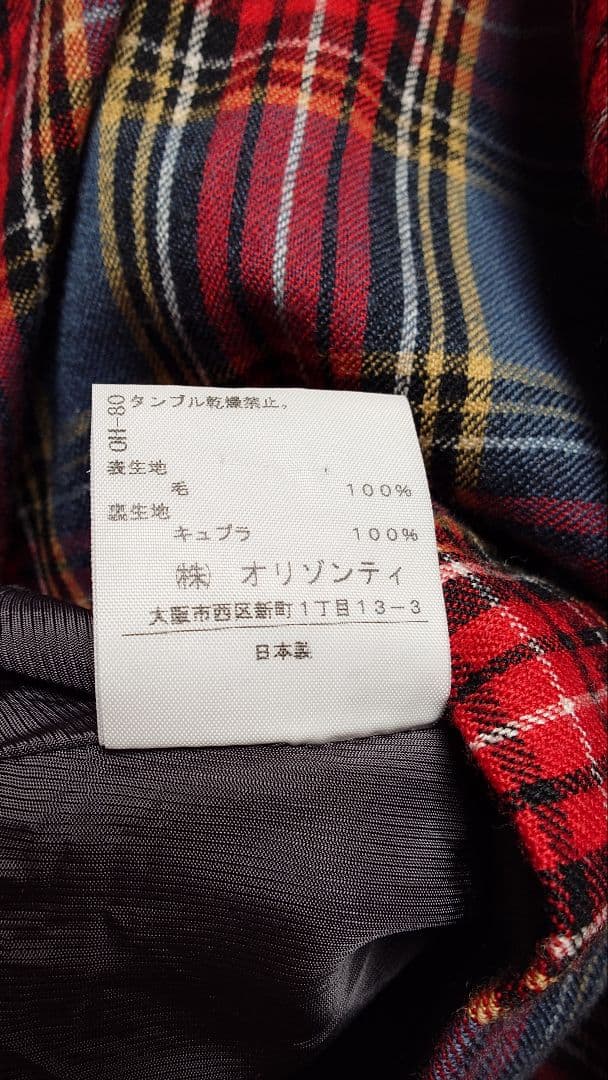 タンブル乾燥禁止。
OH-80
表生地
毛 100%
裏生地
キュプラ 100%
㈱ オリゾンティ
大阪市西区新町1丁目13-3
日本製